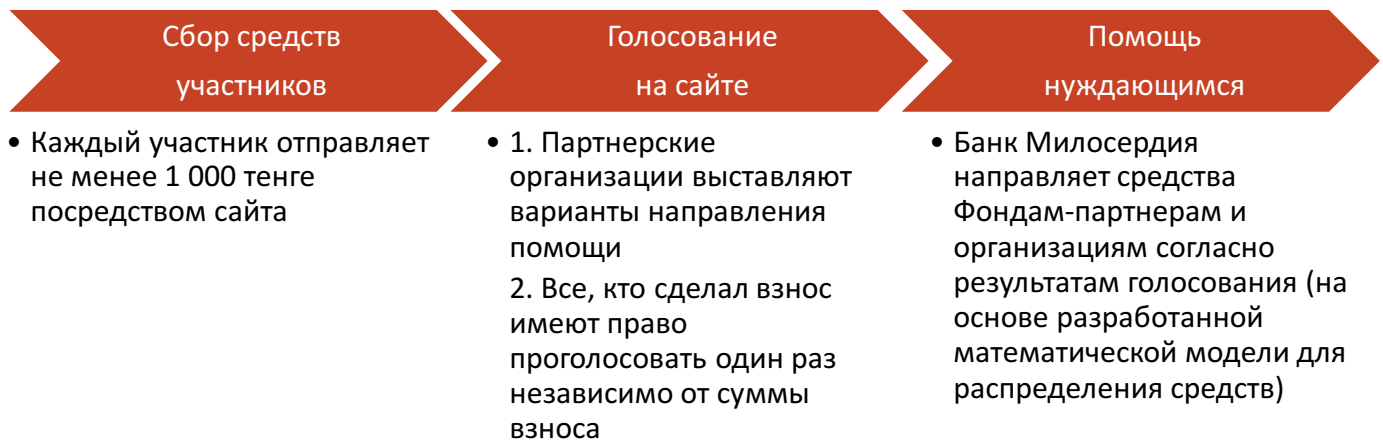 Сбор средств
участников
• Каждый участник отправляет
не менее 1 000 тенге
посредством сайта
Голосование
на сайте
• 1. Партнерские
организации выставляют
варианты направления
помощи
2. Все, кто сделал взнос
имеют право
проголосовать один раз
независимо от суммы
взноса
Помощь
нуждающимся
• Банк Милосердия
направляет средства
Фондам-партнерам и
организациям согласно
результатам голосования (на
основе разработанной
математической модели для
распределения средств)